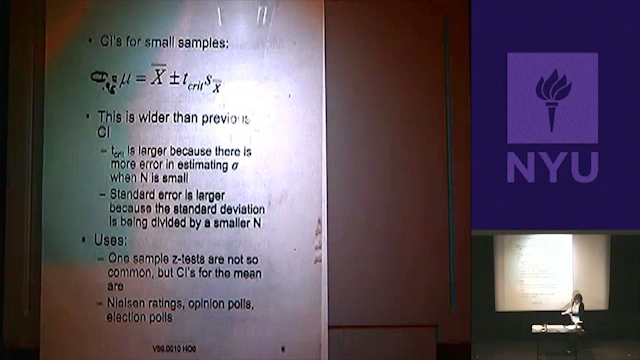 • CI's for small samples:
μ = X̄ ± t_crit s_X̄
• This is wider than previous
CI
– t_crit is larger because there is
more error in estimating σ
when N is small
– Standard error is larger
because the standard deviation
is being divided by a smaller N
• Uses:
– One sample z-tests are not so
common, but CI's for the mean
are
– Nielsen ratings, opinion polls,
election polls
V89.0010 HO6
NYU